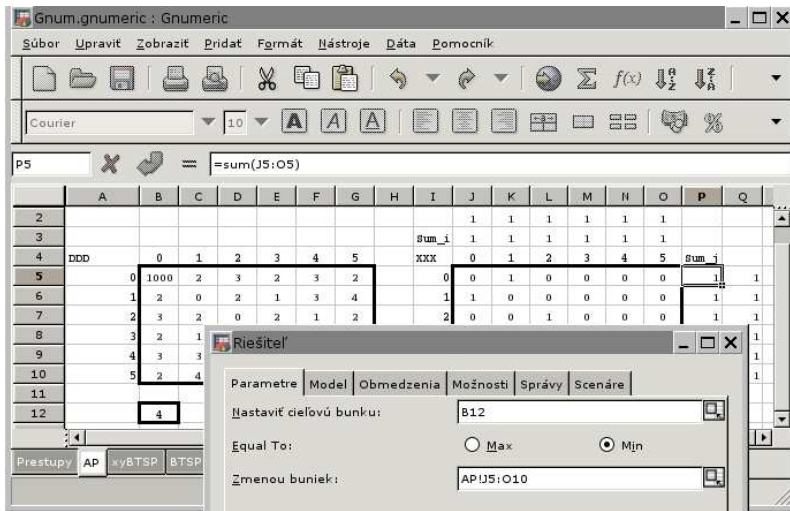 Gnum.gnumeric : Gnumeric
Súbor Upraviť Zobraziť Pridať Formát Nástroje Dáta Pomocník
f(x)
Courier 10 A A A %
P5 = =sum(J5:O5)
A B C D E F G H I J K L M N O P Q
2 1 1 1 1 1 1
3 Sum_i 1 1 1 1 1 1
4 DDD 0 1 2 3 4 5 XXX 0 1 2 3 4 5 Sum_j
5 0 1000 2 3 2 3 2 0 0 1 0 0 0 0 1 1
6 1 2 0 2 1 3 4 1 1 0 0 0 0 0 1 1
7 2 3 2 0 2 1 2 2 0 0 1 0 0 0 1 1
8 3 2 1 1
9 4 3 3 1
10 5 2 4 1
11
12 4
Prestupy AP xyBTSP BTSP
Riešiteľ
Parametre Model Obmedzenia Možnosti Správy Scenáre
Nastaviť cieľovú bunku: B12
Equal To: Max Min
Zmenou buniek: AP!J5:O10